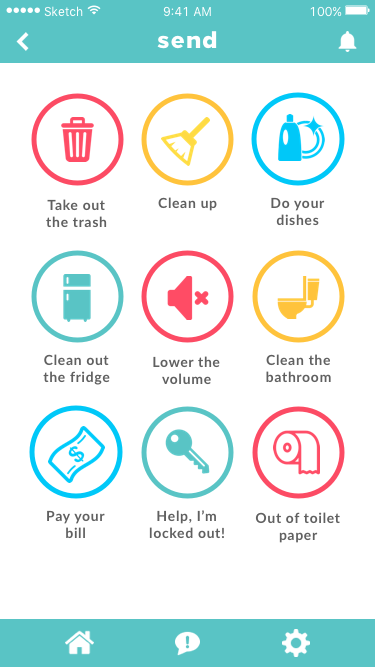 Sketch 9:41 AM 100%
send
Take out
the trash
Clean up
Do your
dishes
Clean out
the fridge
Lower the
volume
Clean the
bathroom
$
Pay your
bill
Help, I'm
locked out!
Out of toilet
paper
!